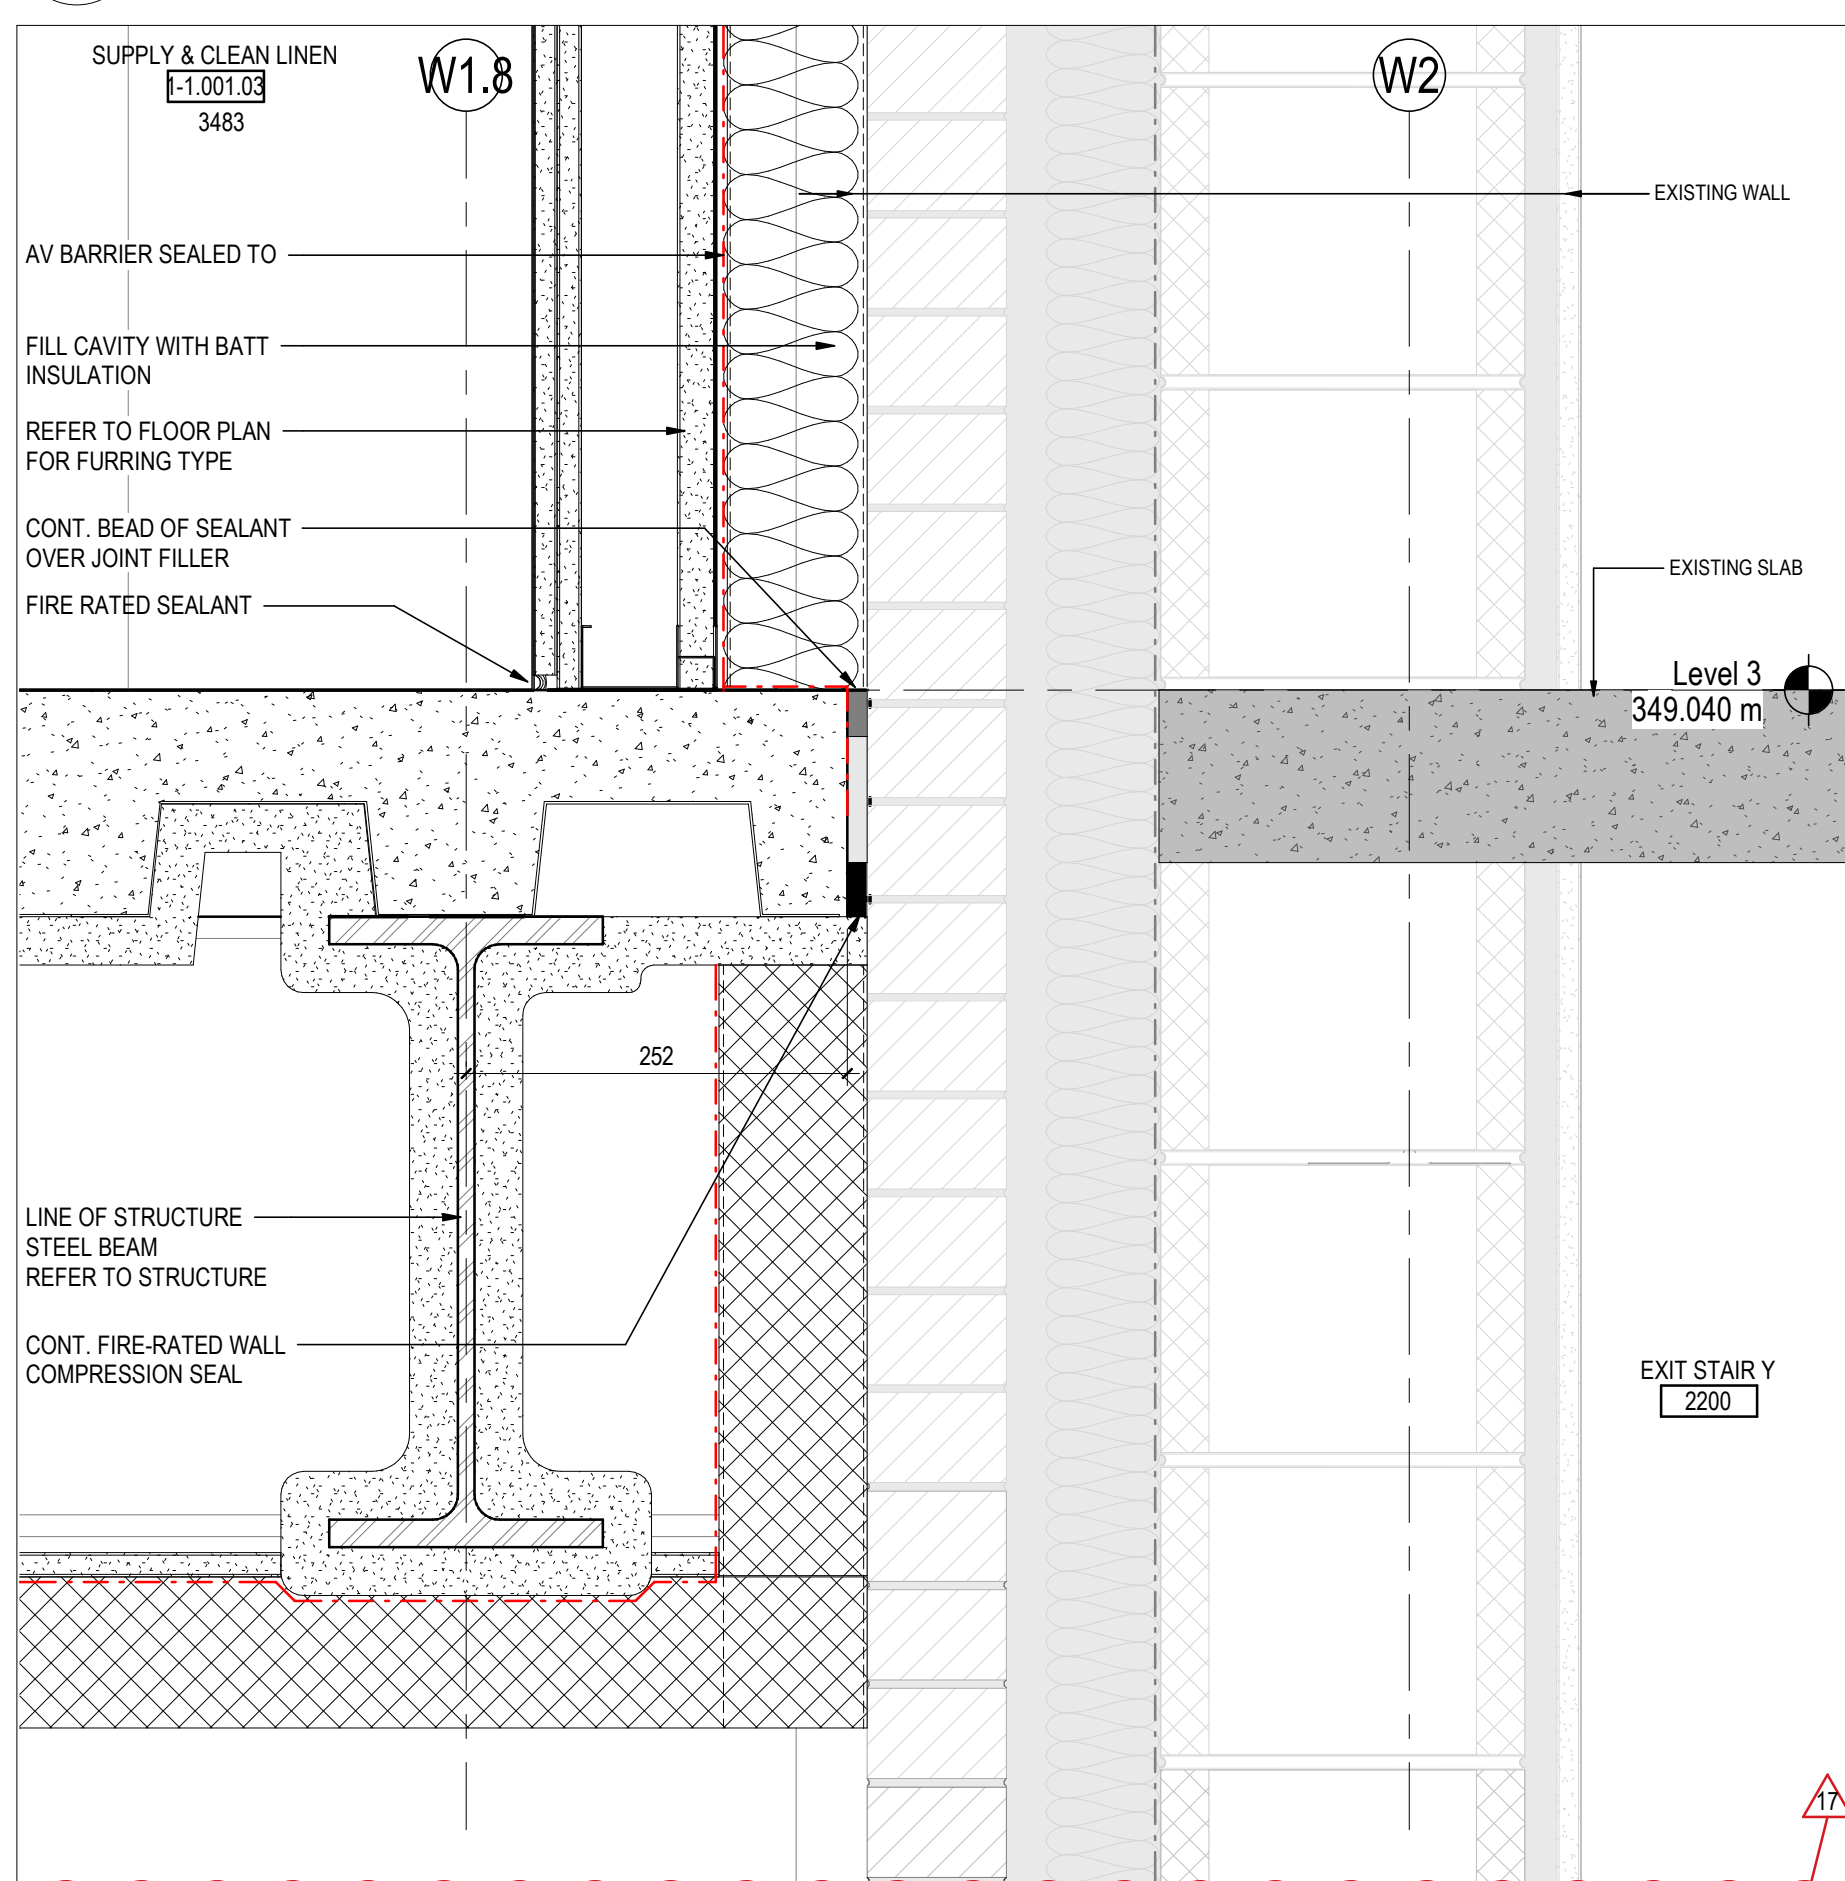 SUPPLY & CLEAN LINEN
1-1.001.03
3483
W1.8
W2
EXISTING WALL
AV BARRIER SEALED TO
FILL CAVITY WITH BATT
INSULATION
REFER TO FLOOR PLAN
FOR FURRING TYPE
CONT. BEAD OF SEALANT
OVER JOINT FILLER
EXISTING SLAB
FIRE RATED SEALANT
Level 3
349.040 m
252
LINE OF STRUCTURE
STEEL BEAM
REFER TO STRUCTURE
CONT. FIRE-RATED WALL
COMPRESSION SEAL
EXIT STAIR Y
2200
17